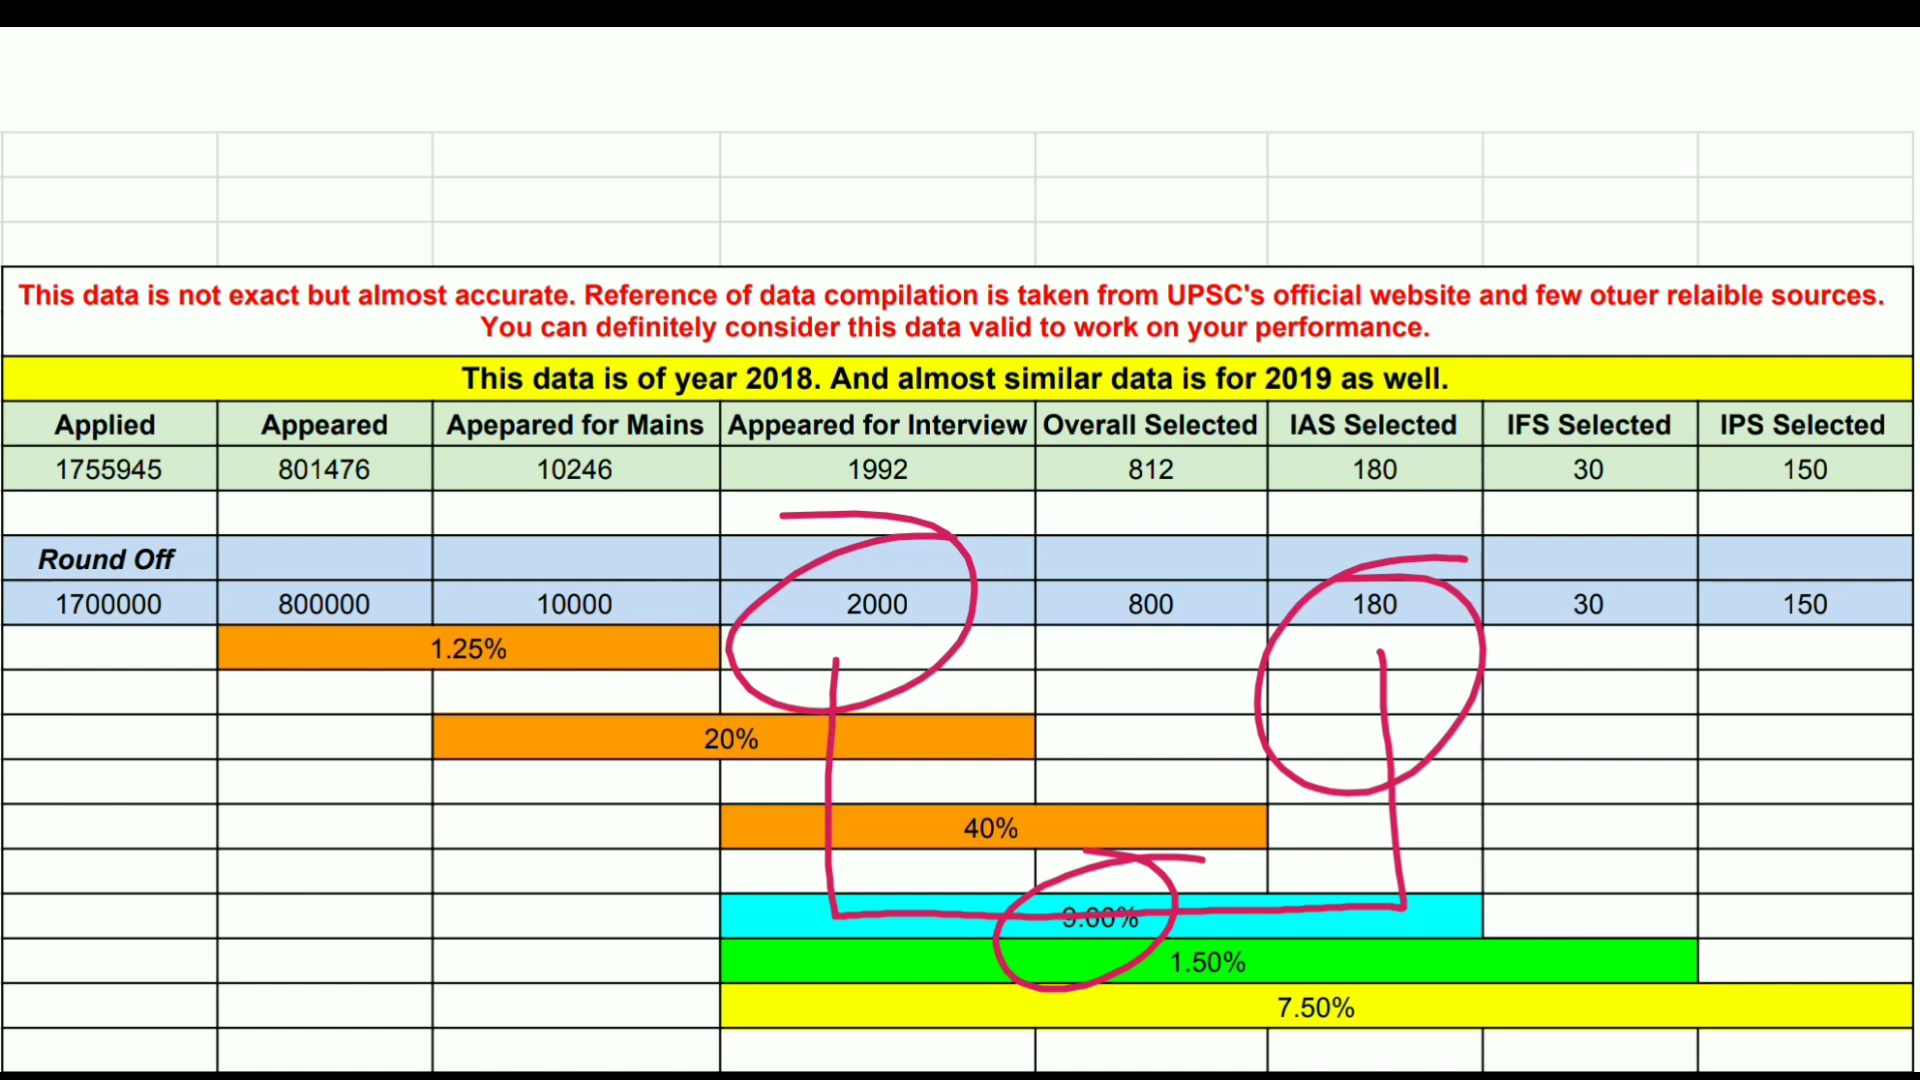 This data is not exact but almost accurate. Reference of data compilation is taken from UPSC's official website and few otuer relaible sources.
You can definitely consider this data valid to work on your performance.
This data is of year 2018. And almost similar data is for 2019 as well.
Applied Appeared Apepared for Mains Appeared for Interview Overall Selected IAS Selected IFS Selected IPS Selected
1755945 801476 10246 1992 812 180 30 150
Round Off
1700000 800000 10000 2000 800 180 30 150
1.25%
20%
40%
9.00%
1.50%
7.50%